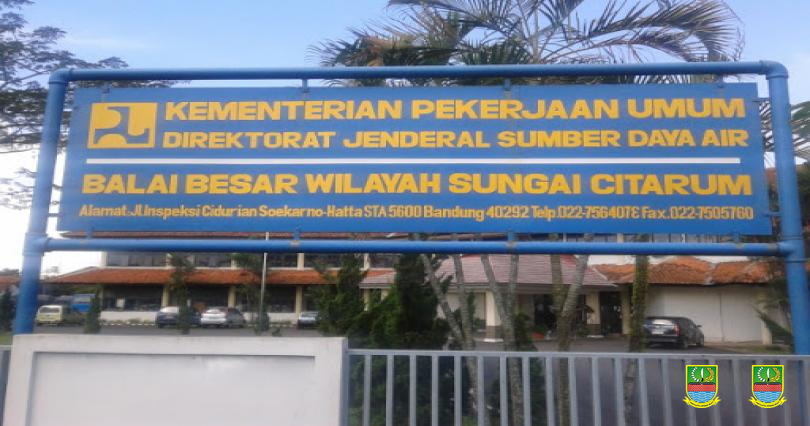 KEMENTERIAN PEKERJAAN UMUM
DIREKTORAT JENDERAL SUMBER DAYA AIR
BALAI BESAR WILAYAH SUNGAI CITARUM
Alamat: Jl.Inspeksi Cidurian Soekarno-Hatta STA 5600 Bandung 40292 Telp.022-7564073 Fax.022-7505760